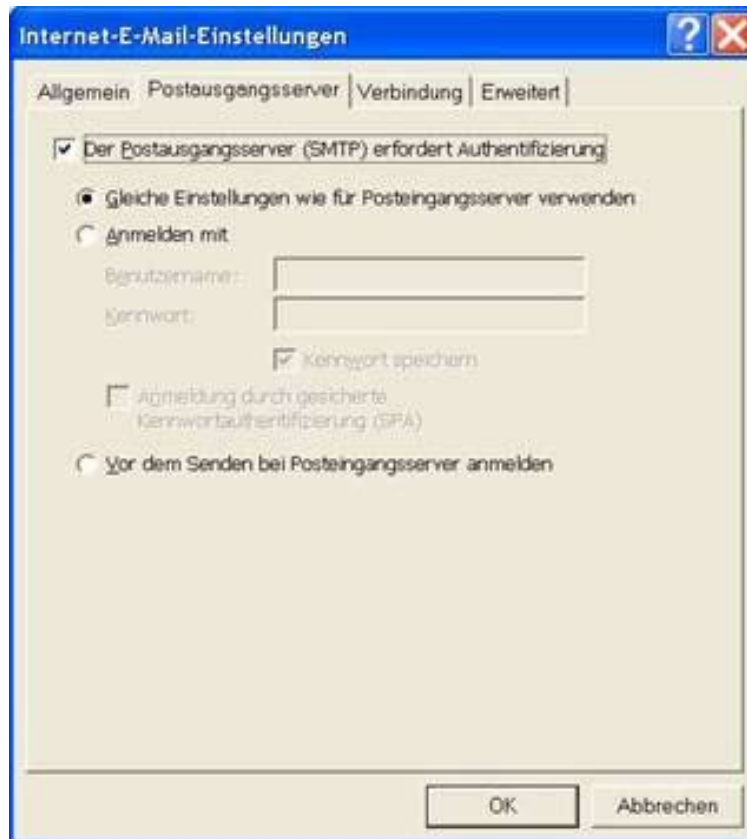 Internet-E-Mail-Einstellungen
Allgemein Postausgangsserver Verbindung Erweitert
Der Postausgangsserver (SMTP) erfordert Authentifizierung
Gleiche Einstellungen wie für Posteingangsserver verwenden
Anmelden mit
Benutzername:
Kennwort:
Kennwort speichern
Anmeldung durch gesicherte
Kennwortauthentifizierung (SPA)
Vor dem Senden bei Posteingangsserver anmelden
OK Abbrechen